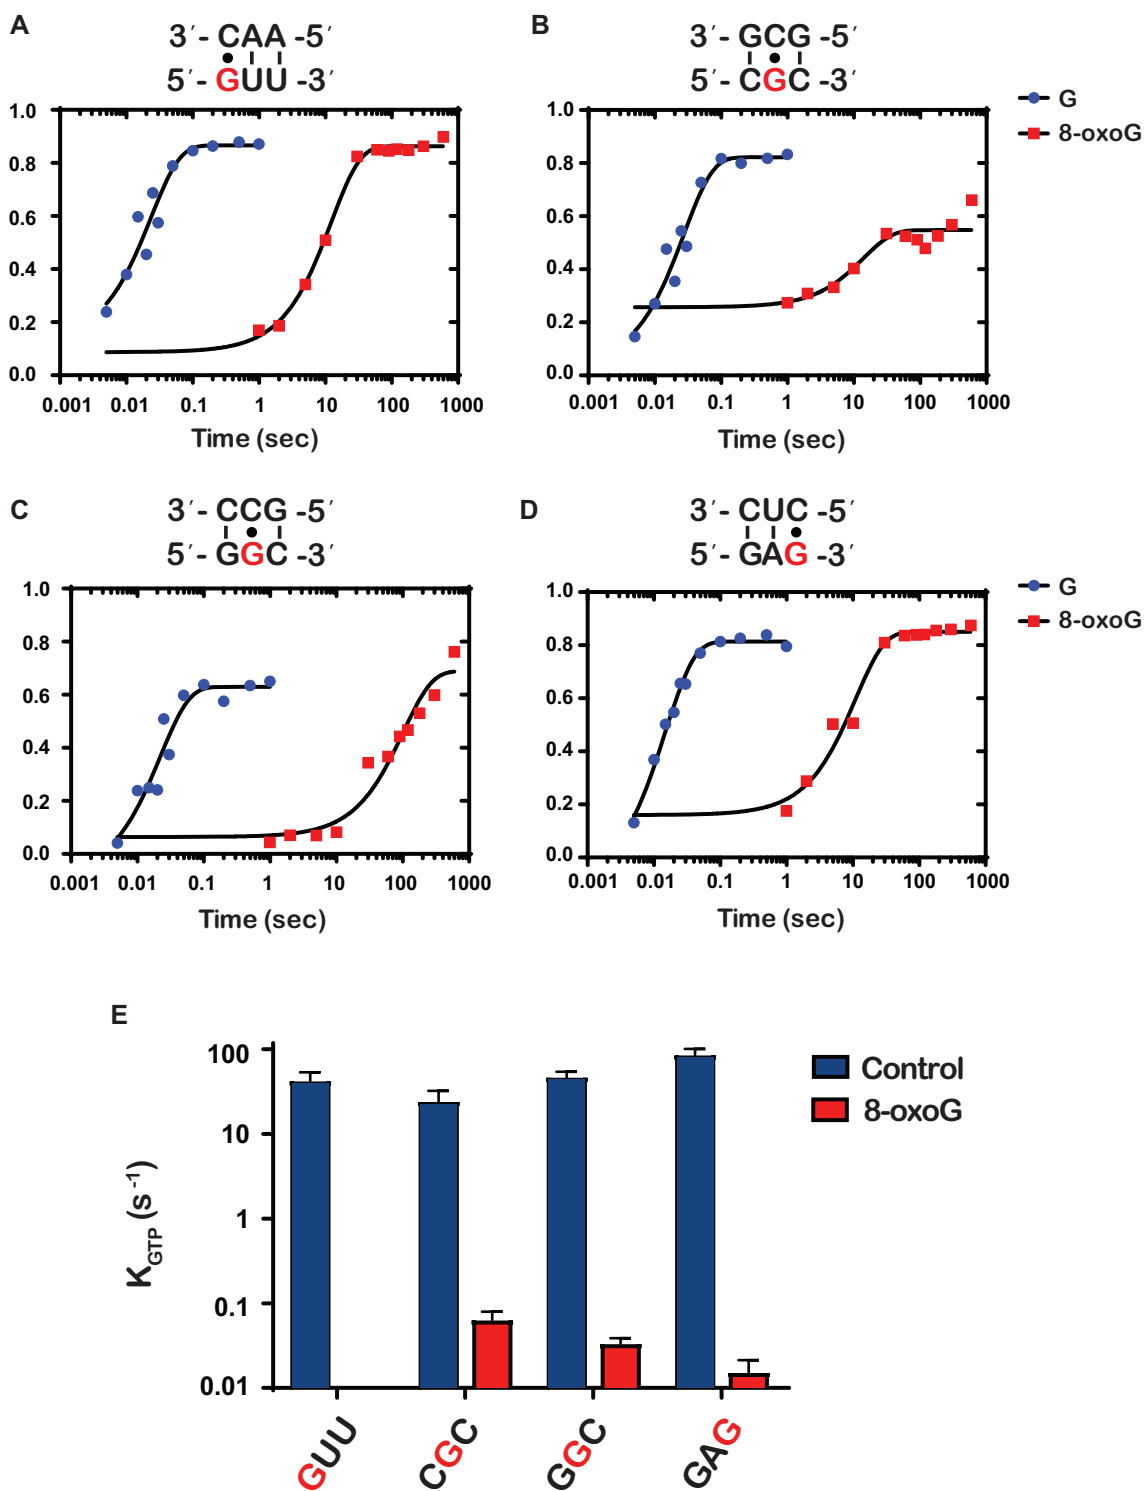 A
3′- CAA -5′
5′- GUU -3′
B
3′- GCG -5′
5′- CGC -3′
G
8-oxoG
1.0
0.8
0.6
0.4
0.2
0.0
0.001 0.01 0.1 1 10 100 1000
Time (sec)
1.0
0.8
0.6
0.4
0.2
0.0
0.001 0.01 0.1 1 10 100 1000
Time (sec)
C
3′- CCG -5′
5′- GGC -3′
D
3′- CUC -5′
5′- GAG -3′
G
8-oxoG
1.0
0.8
0.6
0.4
0.2
0.0
0.001 0.01 0.1 1 10 100 1000
Time (sec)
1.0
0.8
0.6
0.4
0.2
0.0
0.001 0.01 0.1 1 10 100 1000
Time (sec)
E
K GTP (s -1)
100
10
1
0.1
0.01
GUU CGC GGC GAG
Control
8-oxoG